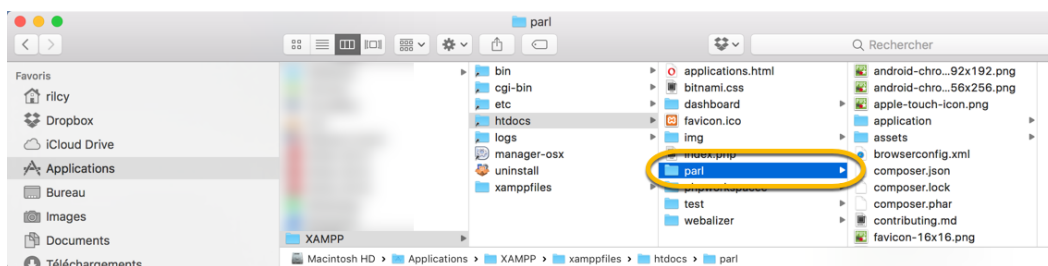 parl
Rechercher
Favoris
rilcy
Dropbox
iCloud Drive
Applications
Bureau
Images
Documents
Téléchargements
XAMPP
bin
cgi-bin
etc
htdocs
logs
manager-osx
uninstall
xamppfiles
applications.html
bitnami.css
dashboard
favicon.ico
img
index.php
parl
phpworkspacee
test
webalizer
android-chro...92x192.png
android-chro...56x256.png
apple-touch-icon.png
application
assets
browserconfig.xml
composer.json
composer.lock
composer.phar
contributing.md
favicon-16x16.png
Macintosh HD › Applications › XAMPP › xamppfiles › htdocs › parl